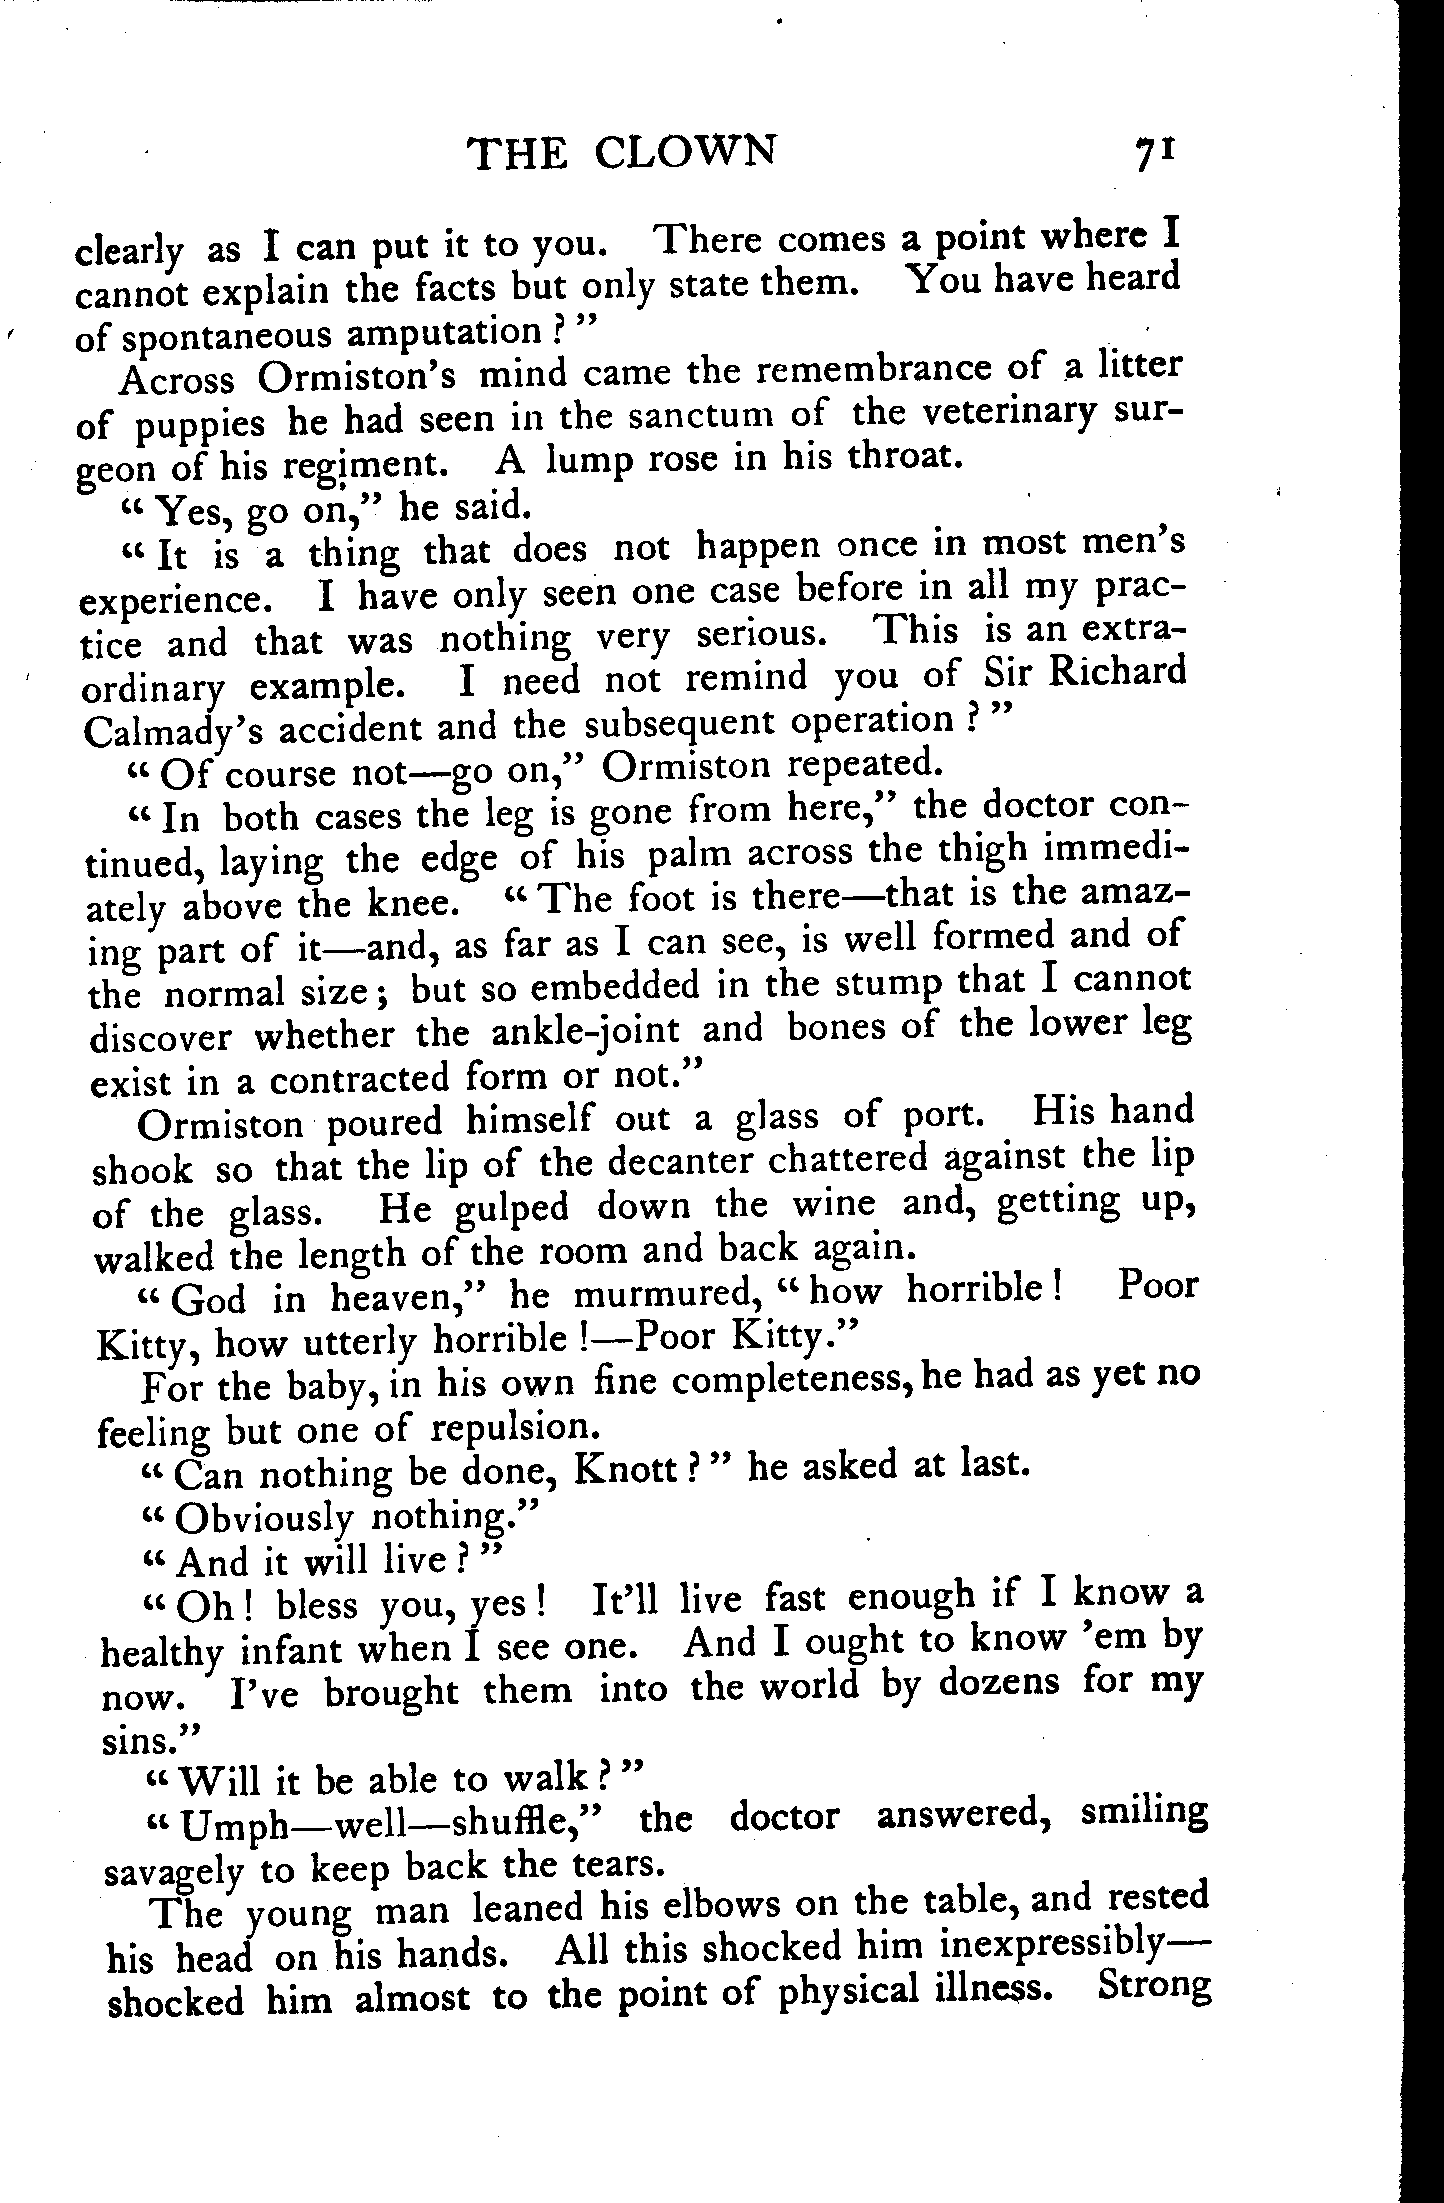 THE CLOWN 71
clearly as I can put it to you. There comes a point where I
cannot explain the facts but only state them. You have heard
of spontaneous amputation ? "
Across Ormiston's mind came the remembrance of a litter
of puppies he had seen in the sanctum of the veterinary sur-
geon of his regiment. A lump rose in his throat.
" Yes, go on," he said.
" It is a thing that does not happen once in most men's
experience. I have only seen one case before in all my prac-
tice and that was nothing very serious. This is an extra-
ordinary example. I need not remind you of Sir Richard
Calmady's accident and the subsequent operation ? "
" Of course not—go on," Ormiston repeated.
" In both cases the leg is gone from here," the doctor con-
tinued, laying the edge of his palm across the thigh immedi-
ately above the knee. " The foot is there—that is the amaz-
ing part of it—and, as far as I can see, is well formed and of
the normal size ; but so embedded in the stump that I cannot
discover whether the ankle-joint and bones of the lower leg
exist in a contracted form or not."
Ormiston poured himself out a glass of port. His hand
shook so that the lip of the decanter chattered against the lip
of the glass. He gulped down the wine and, getting up,
walked the length of the room and back again.
" God in heaven," he murmured, " how horrible ! Poor
Kitty, how utterly horrible !—Poor Kitty."
For the baby, in his own fine completeness, he had as yet no
feeling but one of repulsion.
" Can nothing be done, Knott ? " he asked at last.
" Obviously nothing."
" And it will live ? "
" Oh ! bless you, yes ! It'll live fast enough if I know a
healthy infant when I see one. And I ought to know 'em by
now. I've brought them into the world by dozens for my
sins."
" Will it be able to walk ? "
" Umph—well—shuffle," the doctor answered, smiling
savagely to keep back the tears.
The young man leaned his elbows on the table, and rested
his head on his hands. All this shocked him inexpressibly—
shocked him almost to the point of physical illness. Strong